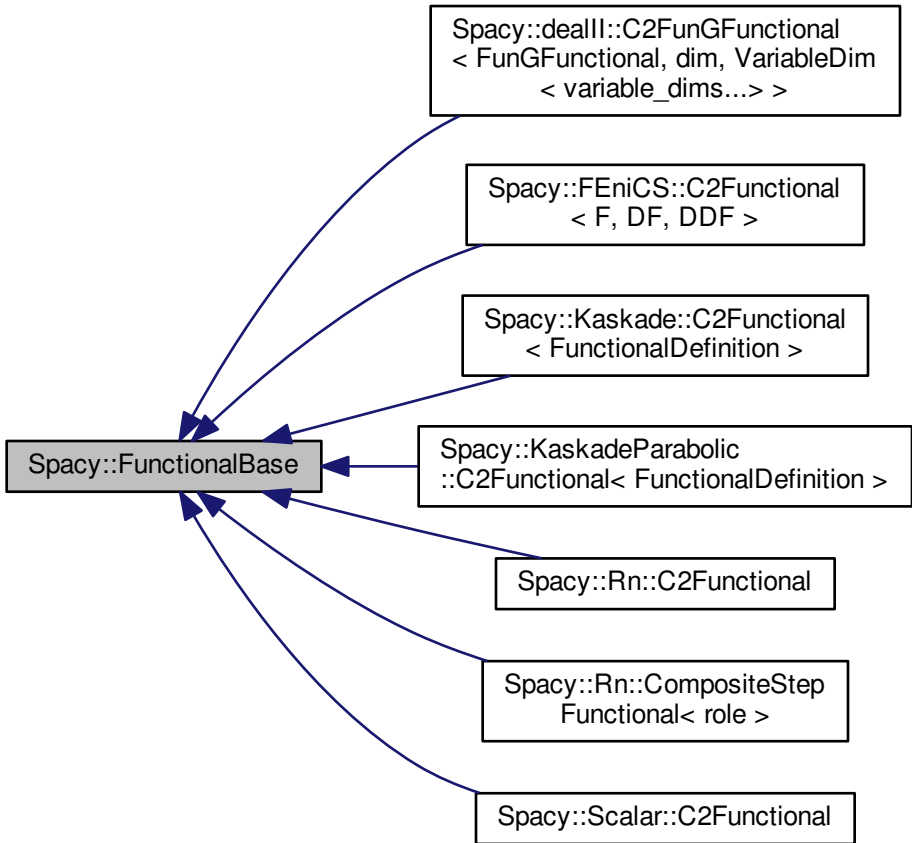 Spacy::dealII::C2FunGFunctional
< FunGFunctional, dim, VariableDim
< variable_dims...> >
Spacy::FEniCS::C2Functional
< F, DF, DDF >
Spacy::Kaskade::C2Functional
< FunctionalDefinition >
Spacy::FunctionalBase
Spacy::KaskadeParabolic
::C2Functional< FunctionalDefinition >
Spacy::Rn::C2Functional
Spacy::Rn::CompositeStep
Functional< role >
Spacy::Scalar::C2Functional